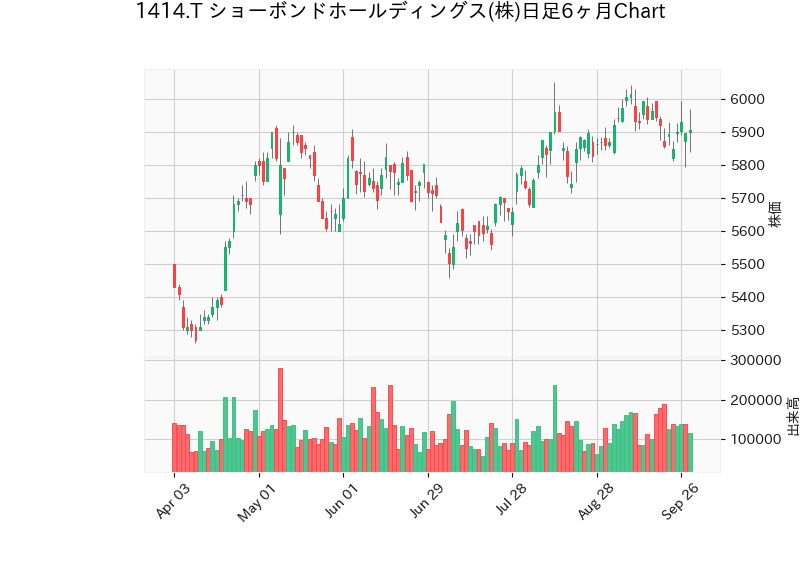 1414.T ショーボンドホールディングス(株)日足6ヶ月Chart
6000
5900
5800
5700
5600
5500
5400
5300
株価
300000
200000
100000
出来高
Apr 03
May 01
Jun 01
Jun 29
Jul 28
Aug 28
Sep 26